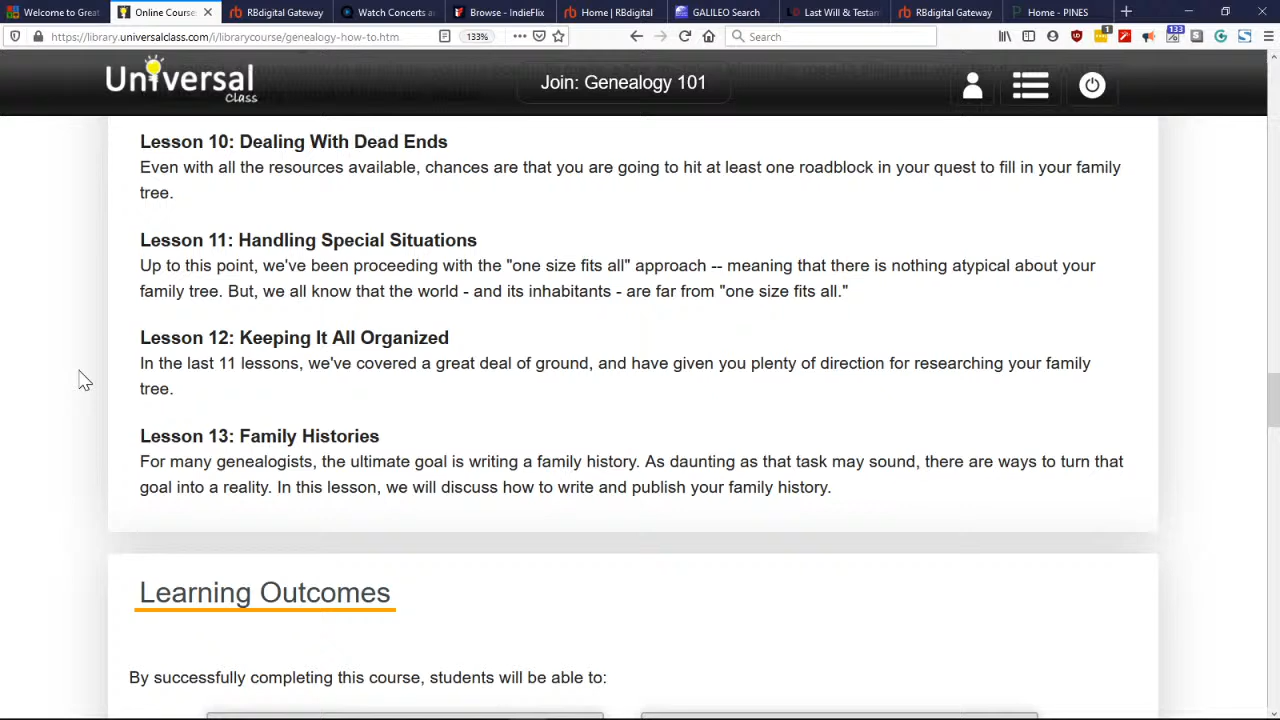 Welcome to Great
Online Course
RBdigital Gateway
Watch Concerts a
Browse - IndieFlix
Home | RBdigital
GALILEO Search
Last Will & Testam
RBdigital Gateway
Home - PINES
https://library.universalclass.com/i/librarycourse/genealogy-how-to.htm
133%
Search
1
133
Universal
Class
Join: Genealogy 101
Lesson 10: Dealing With Dead Ends
Even with all the resources available, chances are that you are going to hit at least one roadblock in your quest to fill in your family
tree.
Lesson 11: Handling Special Situations
Up to this point, we've been proceeding with the "one size fits all" approach -- meaning that there is nothing atypical about your
family tree. But, we all know that the world - and its inhabitants - are far from "one size fits all."
Lesson 12: Keeping It All Organized
In the last 11 lessons, we've covered a great deal of ground, and have given you plenty of direction for researching your family
tree.
Lesson 13: Family Histories
For many genealogists, the ultimate goal is writing a family history. As daunting as that task may sound, there are ways to turn that
goal into a reality. In this lesson, we will discuss how to write and publish your family history.
Learning Outcomes
By successfully completing this course, students will be able to: